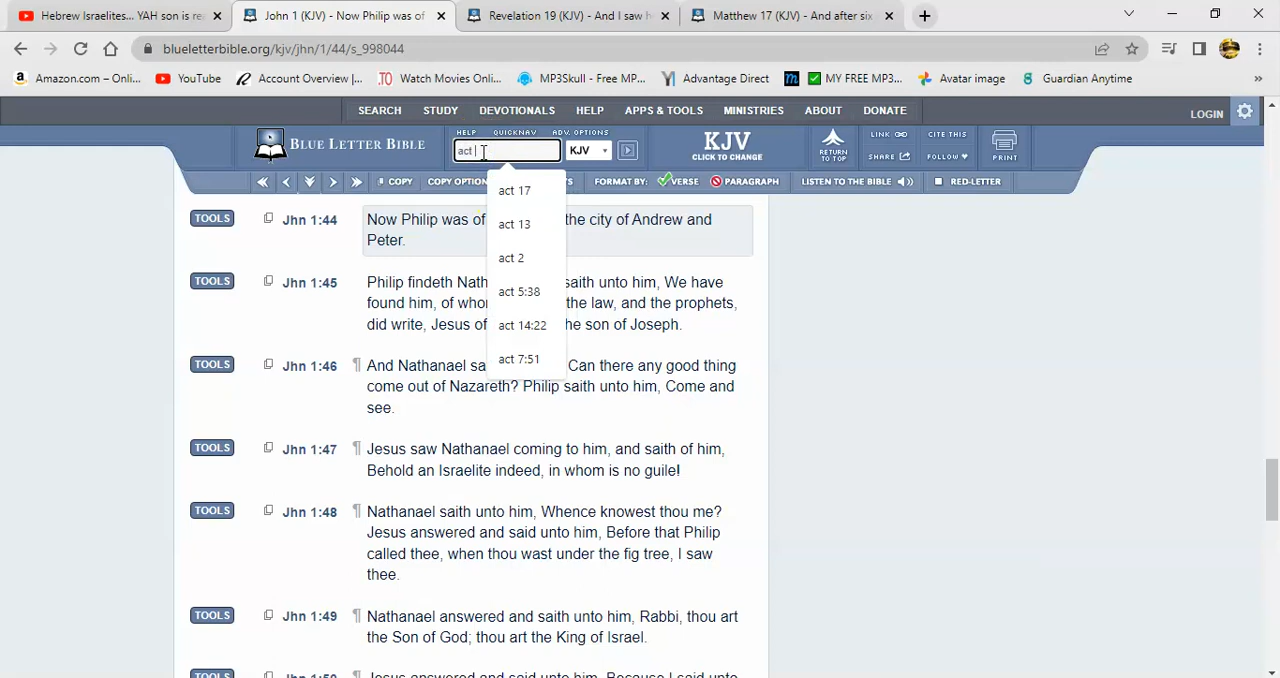 Hebrew Israelites... YAH son is re
John 1 (KJV) - Now Philip was of
Revelation 19 (KJV) - And I saw h
Matthew 17 (KJV) - And after six
blueletterbible.org/kjv/jhn/1/44/s_998044
Amazon.com – Onli...
YouTube
Account Overview |...
Watch Movies Onlin...
MP3Skull - Free MP...
Advantage Direct
MY FREE MP3...
Avatar image
Guardian Anytime
»
SEARCH STUDY DEVOTIONALS HELP APPS & TOOLS MINISTRIES ABOUT DONATE
LOGIN
HELP QUICKNAV ADV. OPTIONS
BLUE LETTER BIBLE
act
KJV
KJV
CLICK TO CHANGE
RETURN
TO TOP
LINK
CITE THIS
SHARE
FOLLOW
PRINT
COPY
COPY OPTION
FORMAT BY: VERSE PARAGRAPH
LISTEN TO THE BIBLE
RED-LETTER
act 17
act 13
act 2
act 5:38
act 14:22
act 7:51
TOOLS Jhn 1:44 Now Philip was of the city of Andrew and
Peter.
TOOLS Jhn 1:45 Philip findeth Nath saith unto him, We have
found him, of who the law, and the prophets,
did write, Jesus of the son of Joseph.
TOOLS Jhn 1:46 ¶ And Nathanael sa Can there any good thing
come out of Nazareth? Philip saith unto him, Come and
see.
TOOLS Jhn 1:47 ¶ Jesus saw Nathanael coming to him, and saith of him,
Behold an Israelite indeed, in whom is no guile!
TOOLS Jhn 1:48 ¶ Nathanael saith unto him, Whence knowest thou me?
Jesus answered and said unto him, Before that Philip
called thee, when thou wast under the fig tree, I saw
thee.
TOOLS Jhn 1:49 ¶ Nathanael answered and saith unto him, Rabbi, thou art
the Son of God; thou art the King of Israel.